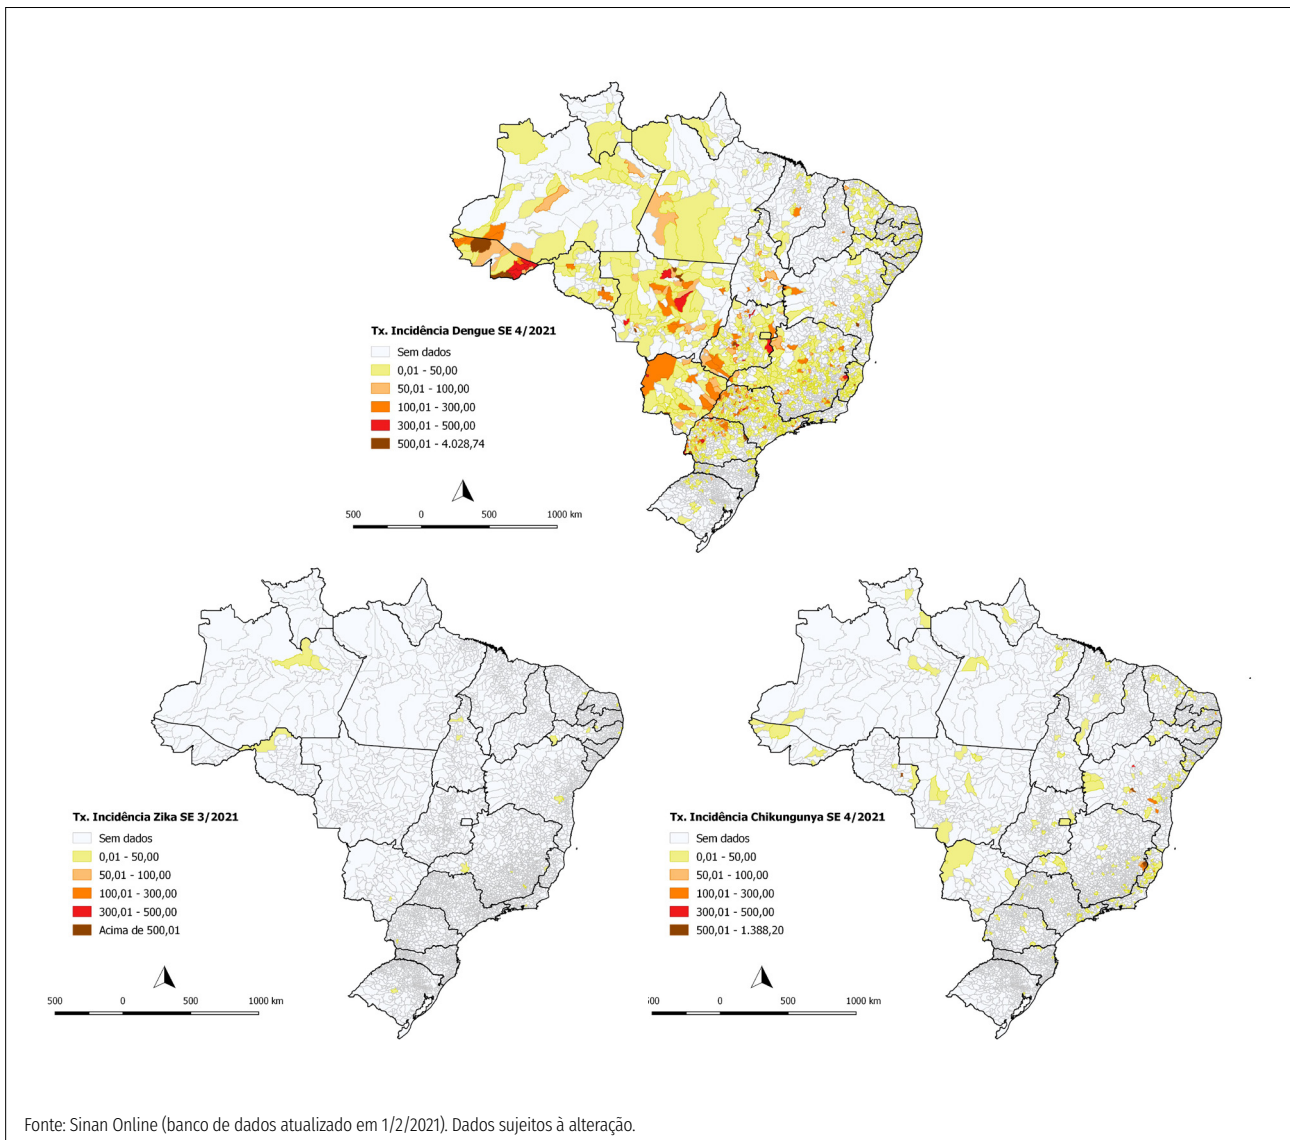 Tx. Incidência Dengue SE 4/2021
Sem dados
0,01 - 50,00
50,01 - 100,00
100,01 - 300,00
300,01 - 500,00
500,01 - 4.028,74
500 0 500 1000 km
Tx. Incidência Zika SE 3/2021
Sem dados
0,01 - 50,00
50,01 - 100,00
100,01 - 300,00
300,01 - 500,00
Acima de 500,01
500 0 500 1000 km
Tx. Incidência Chikungunya SE 4/2021
Sem dados
0,01 - 50,00
50,01 - 100,00
100,01 - 300,00
300,01 - 500,00
500,01 - 1.388,20
500 0 500 1000 km
Fonte: Sinan Online (banco de dados atualizado em 1/2/2021). Dados sujeitos à alteração.